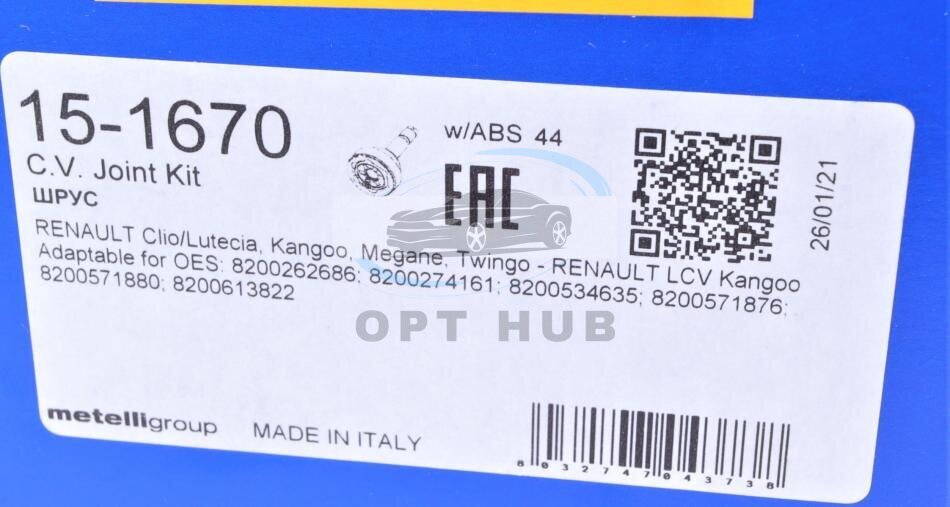 15-1670
C.V. Joint Kit
ШРУС
w/ABS 44
EAC
26/01/21
RENAULT Clio/Lutecia, Kangoo, Megane, Twingo - RENAULT LCV Kangoo
Adaptable for OES: 8200262686; 8200274161; 8200534635; 8200571876;
8200571880; 8200613822
OPT HUB
metelligroup
MADE IN ITALY
8032747043738